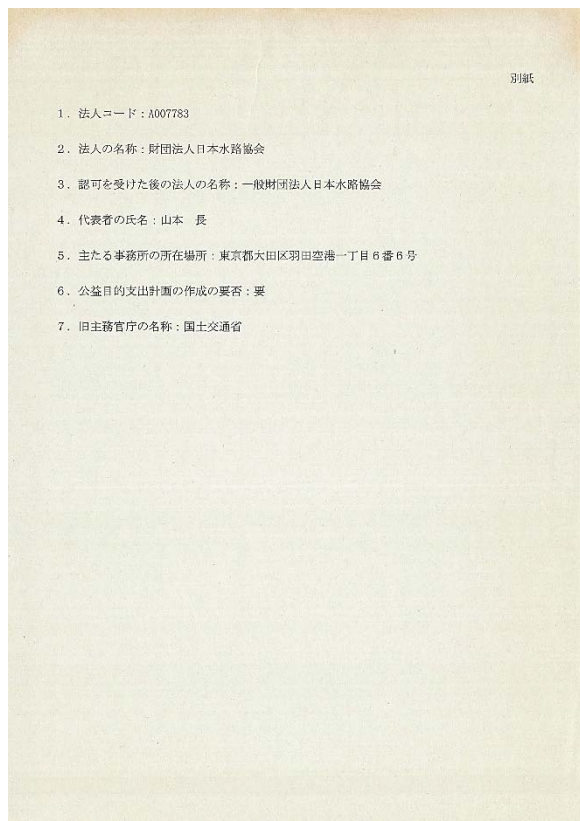 別紙
1．法人コード：A007783
2．法人の名称：財団法人日本水路協会
3．認可を受けた後の法人の名称：一般財団法人日本水路協会
4．代表者の氏名：山本　長
5．主たる事務所の所在場所：東京都大田区羽田空港一丁目６番６号
6．公益目的支出計画の作成の要否：要
7．旧主務官庁の名称：国土交通省